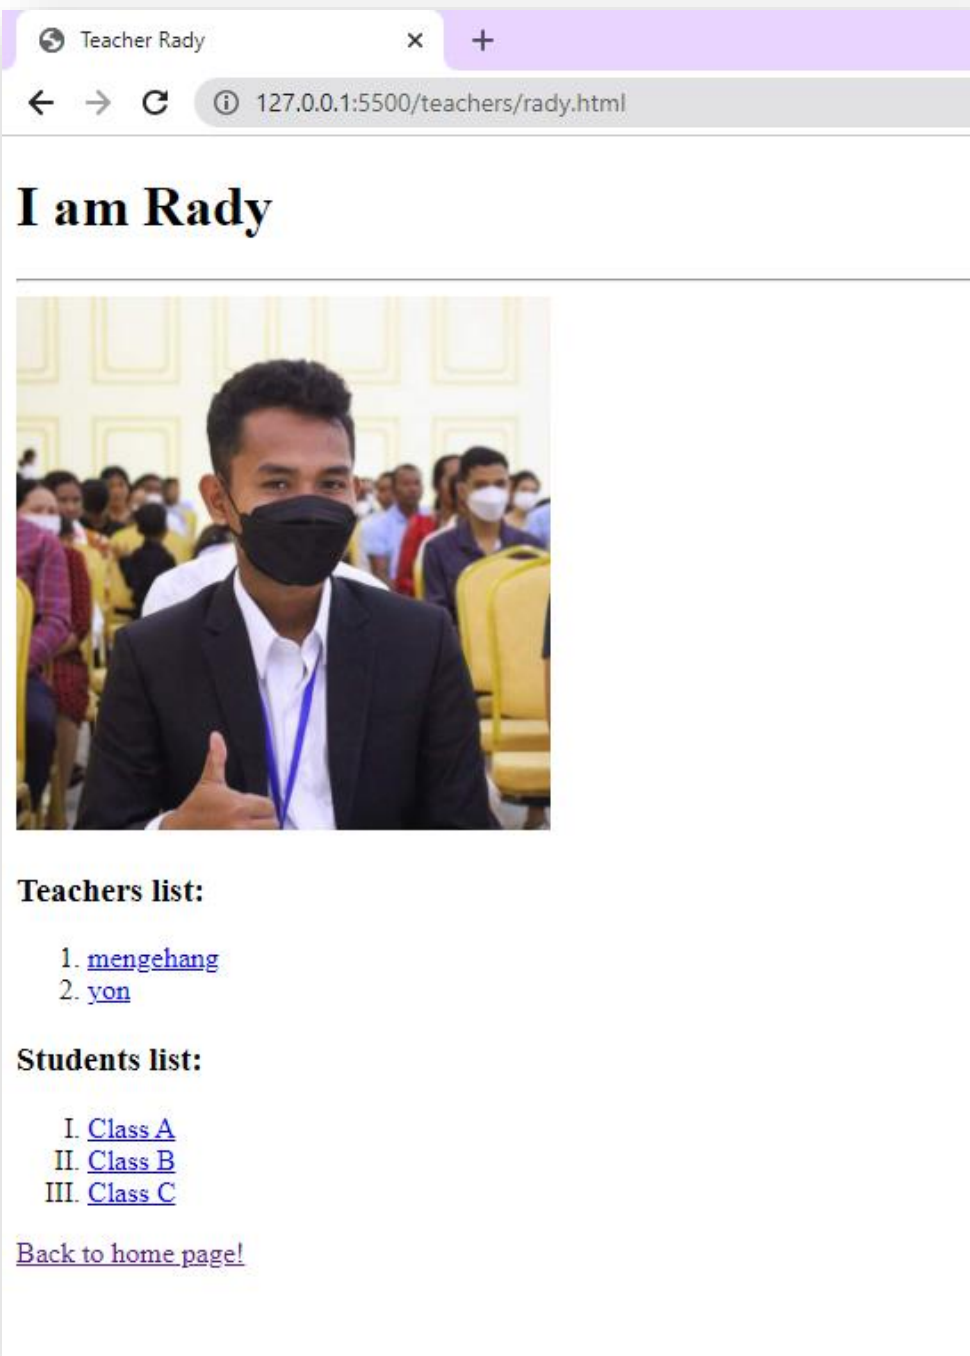 Teacher Rady
127.0.0.1:5500/teachers/rady.html
I am Rady
Teachers list:
1. mengehang
2. yon
Students list:
I. Class A
II. Class B
III. Class C
Back to home page!